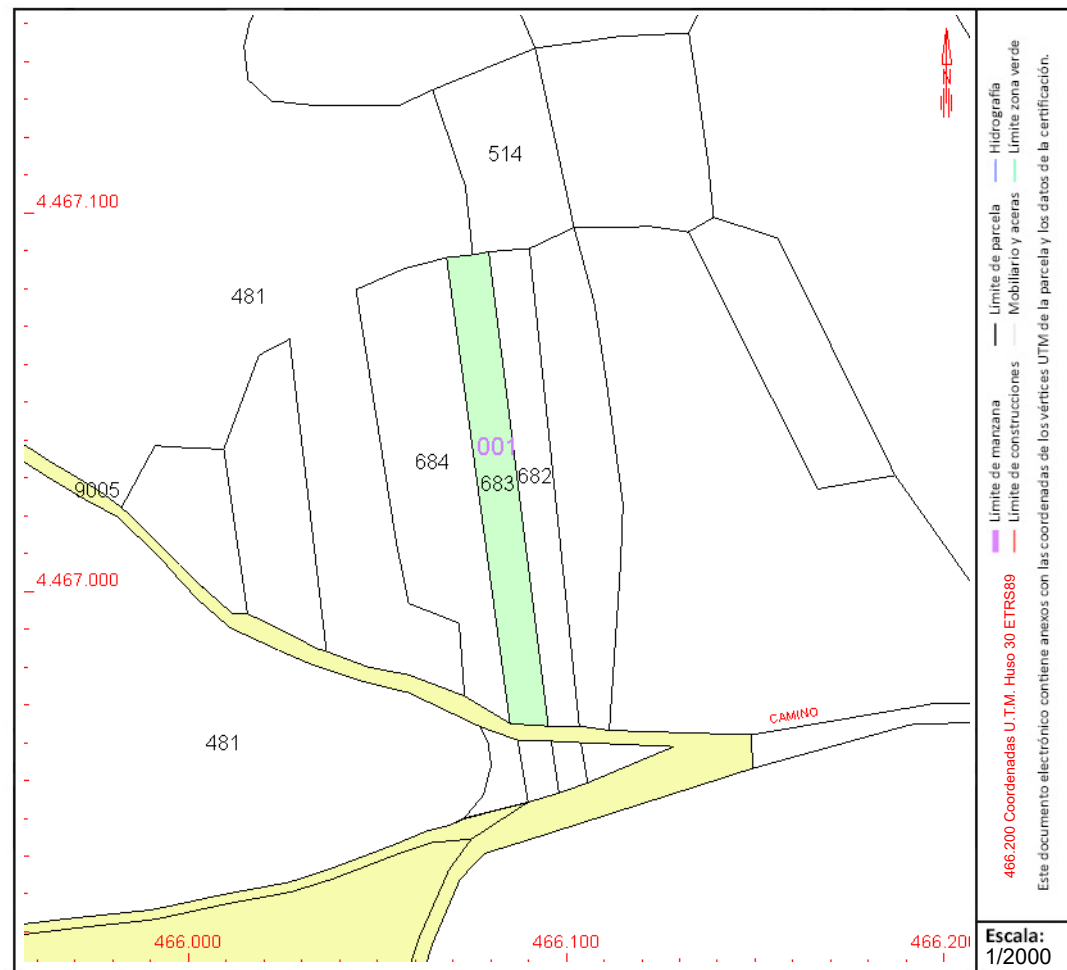 514
4.467.100
481
001
684
683
682
9005
4.467.000
CAMINO
481
466.000
466.100
466.20
N
Límite de manzana
Límite de construcciones
Límite de parcela
Mobiliario y aceras
Hidrografía
Límite zona verde
466.200 Coordenadas U.T.M. Huso 30 ETRS89
Este documento electrónico contiene anexos con las coordenadas de los vértices UTM de la parcela y los datos de la certificación.
Escala:
1/2000